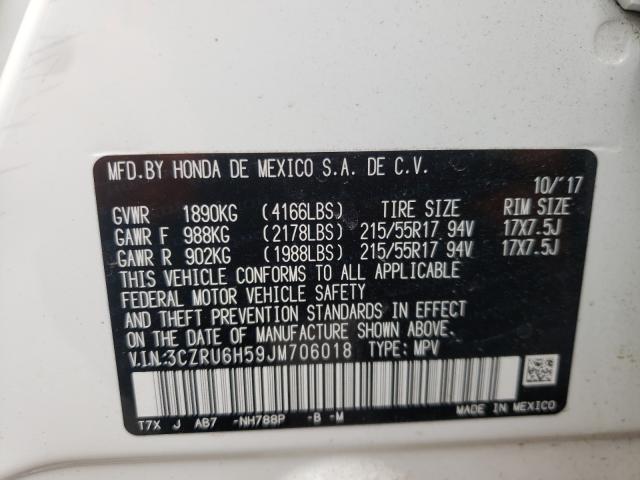 MFD.BY HONDA DE MEXICO S.A. DE C.V.
10/'17
GVWR 1890KG (4166LBS) TIRE SIZE RIM SIZE
GAWR F 988KG (2178LBS) 215/55R17 94V 17X7.5J
GAWR R 902KG (1988LBS) 215/55R17 94V 17X7.5J
THIS VEHICLE CONFORMS TO ALL APPLICABLE
FEDERAL MOTOR VEHICLE SAFETY
AND THEFT PREVENTION STANDARDS IN EFFECT
ON THE DATE OF MANUFACTURE SHOWN ABOVE.
V.I.N.:3CZRU6H59JM706018 TYPE: MPV
T7X J AB7 -NH788P -B -M MADE IN MEXICO